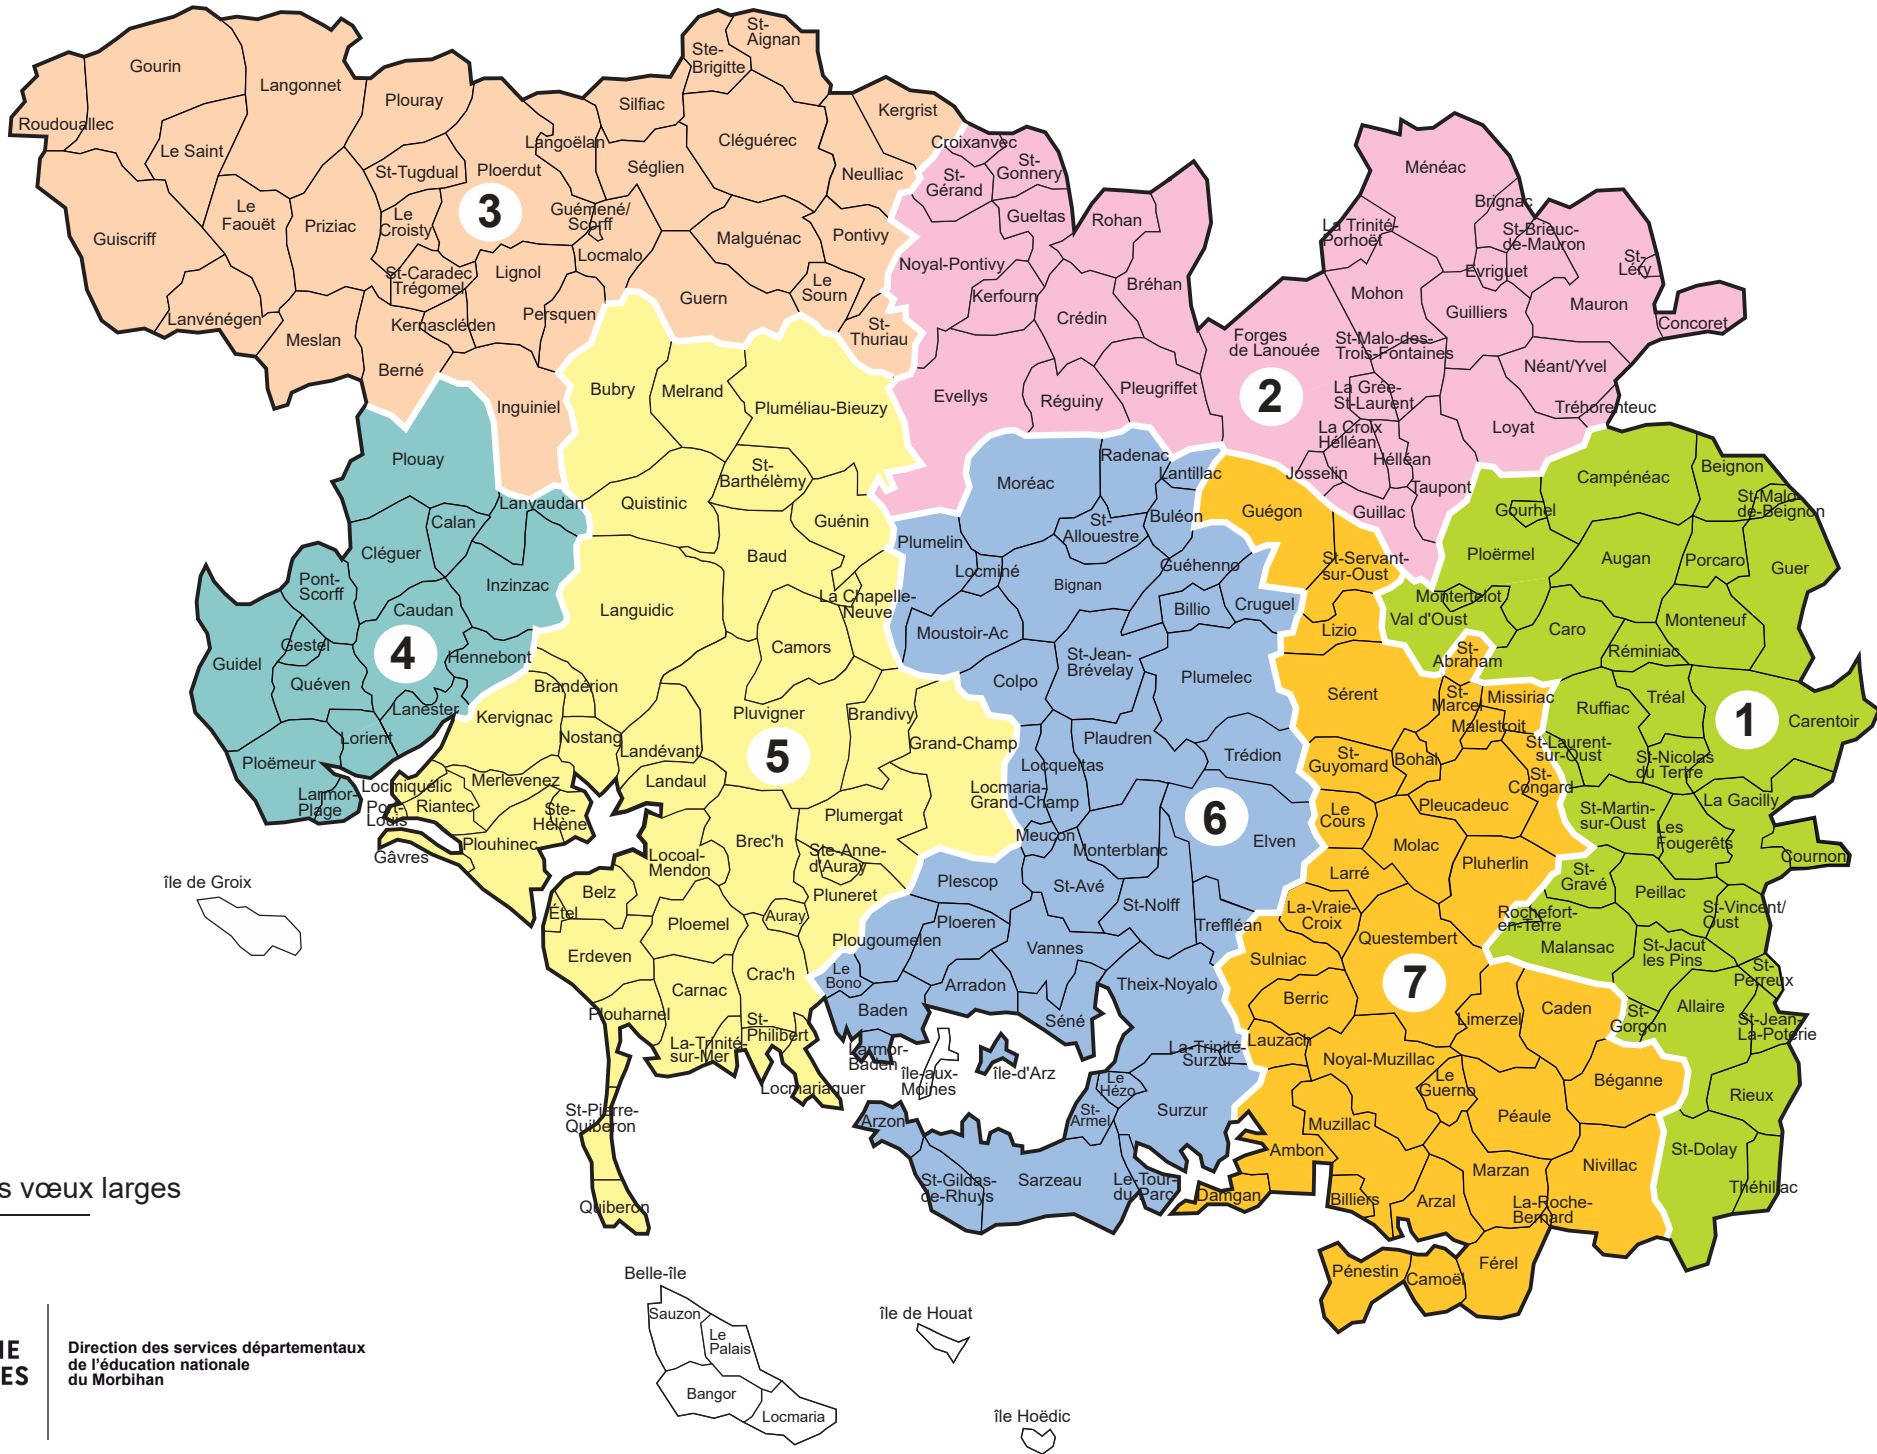 St-
Aignan
Ste-
Brigitte
Gourin
Langonnet
Plouray
Silfiac
Kergrist
Roudouallec
Le Saint
Langoëlan
Cléguérec
Croixanvec
St-Tugdual
Ploerdut
Séglien
Neulliac
St-
Gérand
St-
Gonnery
Ménéac
Le
Faouët
Priziac
Le
Croisty
3
Guémené/
Scorff
Gueltas
Rohan
Brignac
Guiscriff
Malguénac
Pontivy
La Trinité-
Porhoët
St-Brieuc-
de-Mauron
St-
Léry
St-Caradec
Trégomel
Lignol
Locmalo
Noyal-Pontivy
Evriguet
Guern
Le
Sourn
Kerfourn
Bréhan
Mohon
Mauron
Lanvénégen
Kernascléden
Persquen
Crédin
Guilliers
Concoret
Meslan
St-
Thuriau
Forges
de Lanouée
St-Malo-des-
Trois-Fontaines
Berné
Néant/Yvel
Inguiniel
Bubry
Melrand
Pluméliau-Bieuzy
Evellys
Réguiny
Pleugriffet
2
La Grée-
St-Laurent
Tréhorenteuc
La Croix
Hélléan
Loyat
Plouay
St-
Barthélèmy
Radenac
Lantillac
Josselin
Hélléan
Taupont
Campénéac
Beignon
Lanvaudan
Quistinic
Moréac
Guégon
Guillac
Gourhel
St-Malo-
de-Beignon
Calan
Guénin
St-
Allouestre
Buléon
Cléguer
Baud
Plumelin
St-Servant-
sur-Oust
Ploërmel
Augan
Porcaro
Guer
Pont-
Scorff
Inzinzac
Locminé
Bignan
Guéhenno
Caudan
Languidic
La Chapelle-
Neuve
Billio
Cruguel
Montertelot
Val d'Oust
Monteneuf
Gestel
4
Camors
Moustoir-Ac
Lizio
Caro
Guidel
Hennebont
St-Jean-
Brévelay
St-
Abraham
Réminiac
Quéven
Brandérion
Colpo
Plumelec
Sérent
St-
Marcel
Missiriac
Ruffiac
Tréal
1
Carentoir
Lanester
Kervignac
Pluvigner
Brandivy
Malestroit
Lorient
Nostang
Landévant
5
Grand-Champ
Plaudren
Trédion
St-
Guyomard
Bohal
St-Laurent-
sur-Oust
St-Nicolas
du Tertre
Ploëmeur
Landaul
Locqueltas
St-
Congard
Locmiquélic
Merlevenez
Larmor-
Plage
Port-
Louis
Riantec
Ste-
Hélène
Plumergat
Locmaria-
Grand-Champ
6
Le
Cours
Pleucadeuc
St-Martin-
sur-Oust
La Gacilly
Les
Fougerêts
Gâvres
Plouhinec
Brec'h
Meucon
Monterblanc
Elven
Molac
Cournon
Locoal-
Mendon
Ste-Anne-
d'Auray
Pluherlin
île de Groix
Belz
Pluneret
Plescop
St-Avé
Larré
St-
Gravé
Peillac
Étel
Ploemel
Auray
Ploeren
St-Nolff
Treffléan
La-Vraie-
Croix
Rochefort-
en-Terre
St-Vincent/
Oust
Plougoumelen
Vannes
Questembert
Malansac
St-Jacut
les Pins
Erdeven
Crac'h
Le
Bono
Sulniac
St-
Perreux
Carnac
Arradon
Theix-Noyalo
Berric
7
Caden
Allaire
Plouharnel
St-
Philibert
Baden
Séné
Limerzel
St-
Gorgon
St-Jean-
La-Poterie
La-Trinité-
sur-Mer
Larmor-
Baden
île-aux-
Moines
île-d'Arz
La-Trinité-
Surzur
Lauzach
Noyal-Muzillac
Locmariaquer
Le
Hézo
Le
Guerno
Béganne
Rieux
St-Pierre-
Quiberon
Arzon
St-
Armel
Surzur
Muzillac
Péaule
Ambon
St-Dolay
s vœux larges
St-Gildas-
de-Rhuys
Sarzeau
Le-Tour-
du-Parc
Damgan
Billiers
Marzan
Nivillac
Théhillac
Quiberon
Arzal
La-Roche-
Bernard
Pénestin
Camoël
Férel
Belle-île
Sauzon
île de Houat
Le
Palais
IE
ES
Direction des services départementaux
de l'éducation nationale
du Morbihan
Bangor
Locmaria
île Hoëdic